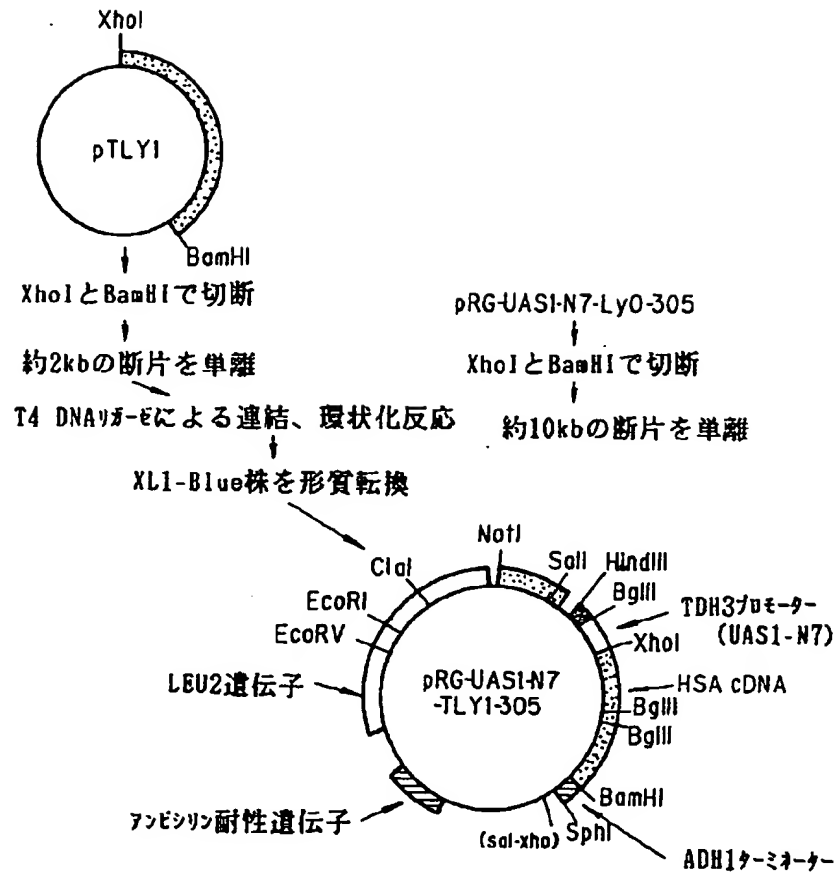 XhoI
pTLY1
BamHI
XhoIとBamHIで切断
約2kbの断片を単離
pRG-UAS1-N7-LyO-305
XhoIとBamHIで切断
約10kbの断片を単離
T4 DNAリガーゼによる連結、環状化反応
XL1-Blue株を形質転換
NotI
SalI
HindIII
BglII
TDH3プロモーター
(UAS1-N7)
XhoI
ClaI
EcoRI
EcoRV
LEU2遺伝子
pRG-UAS1-N7
-TLY1-305
HSA cDNA
BglII
BglII
BamHI
SphI
(sal-xho)
アンピシリン耐性遺伝子
ADH1ターミネーター